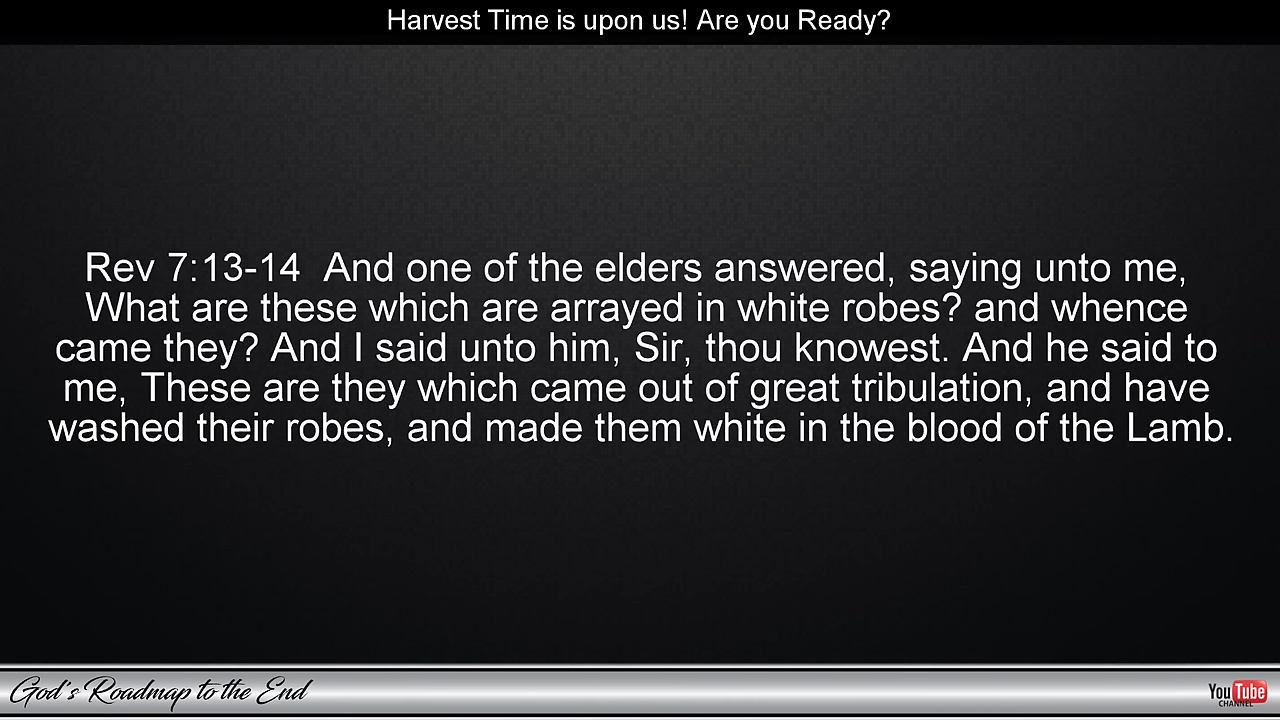 Harvest Time is upon us! Are you Ready?
Rev 7:13-14  And one of the elders answered, saying unto me,
What are these which are arrayed in white robes? and whence
came they? And I said unto him, Sir, thou knowest. And he said to
me, These are they which came out of great tribulation, and have
washed their robes, and made them white in the blood of the Lamb.
God's Roadmap to the End
YouTube
CHANNEL